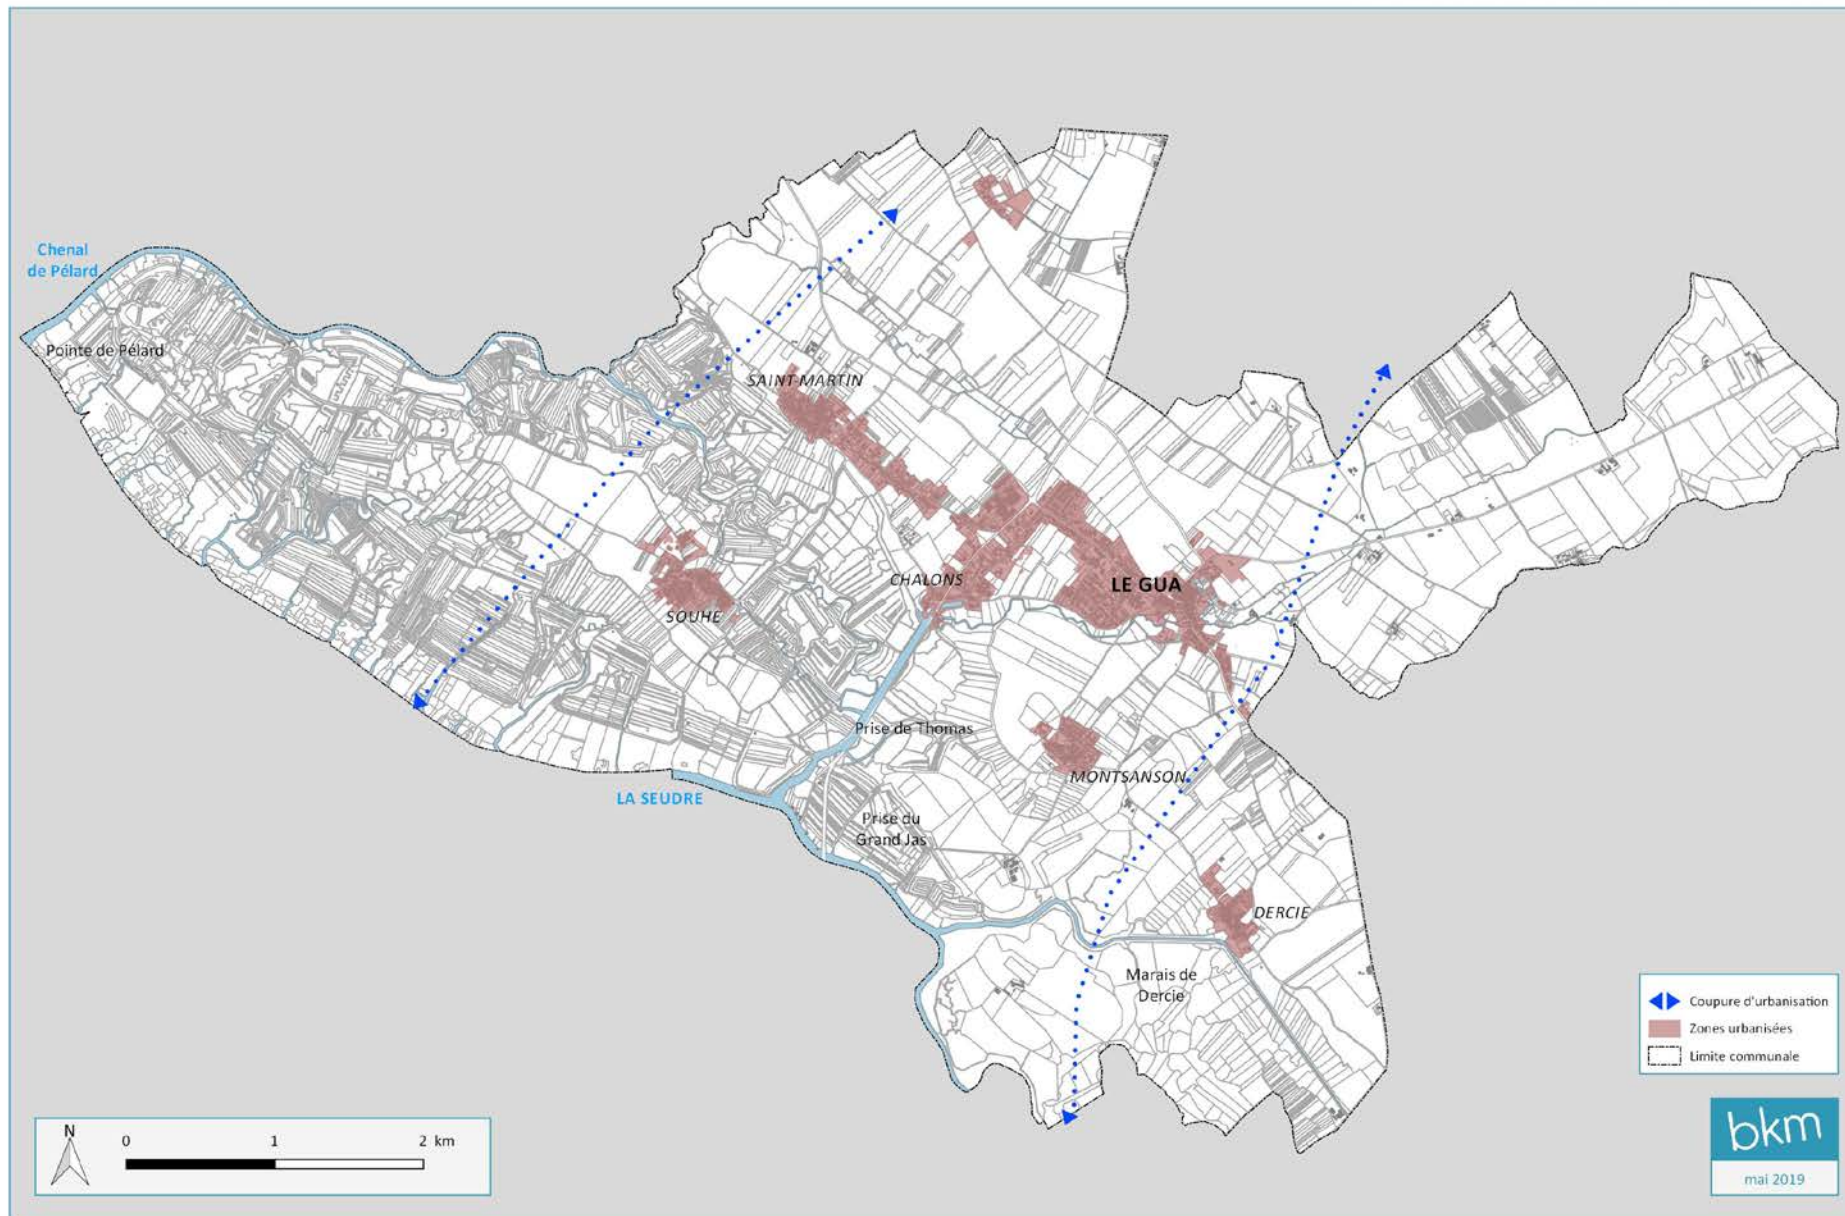 Chenal
de Pélard
Pointe de Pélard
SAINT-MARTIN
CHALONS
LE GUA
SOUHE
Prise de Thomas
MONTSANSON
LA SEUDRE
Prise du
Grand Jas
DERCIE
Marais de
Dercie
Coupure d'urbanisation
Zones urbanisées
Limite communale
N
0 1 2 km
bkm
mai 2019